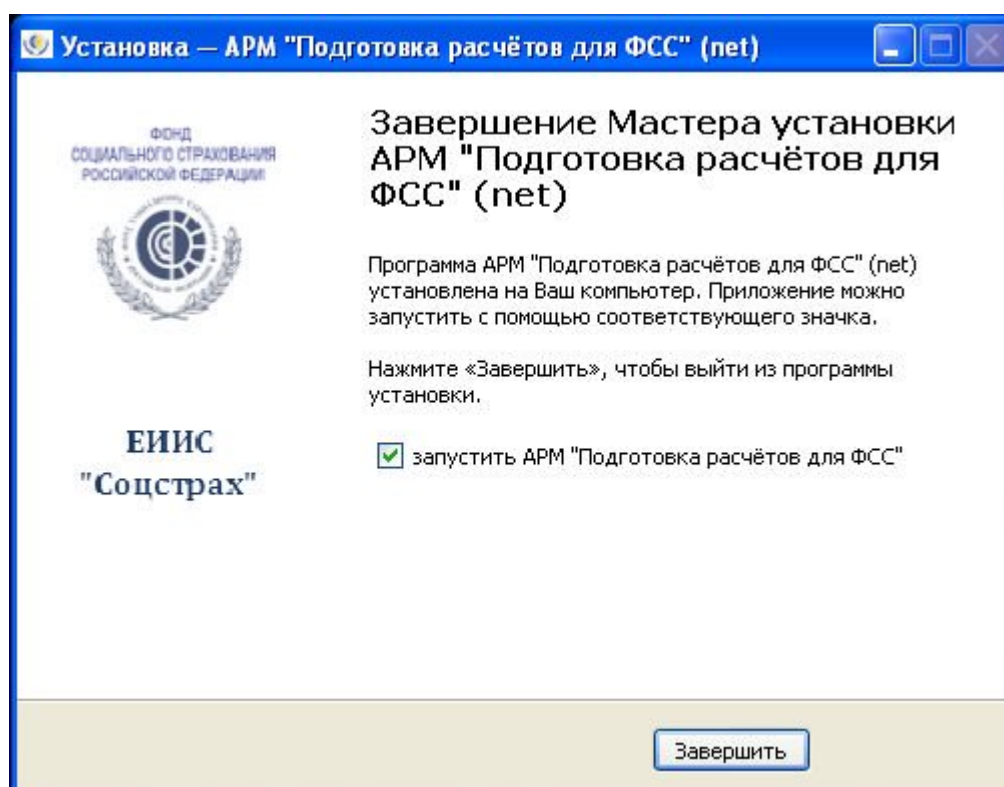 Установка — АРМ "Подготовка расчётов для ФСС" (net)
ФОНД
СОЦИАЛЬНОГО СТРАХОВАНИЯ
РОССИЙСКОЙ ФЕДЕРАЦИИ
ЕИИС
"Соцстрах"
Завершение Мастера установки
АРМ "Подготовка расчётов для
ФСС" (net)
Программа АРМ "Подготовка расчётов для ФСС" (net)
установлена на Ваш компьютер. Приложение можно
запустить с помощью соответствующего значка.
Нажмите «Завершить», чтобы выйти из программы
установки.
запустить АРМ "Подготовка расчётов для ФСС"
Завершить